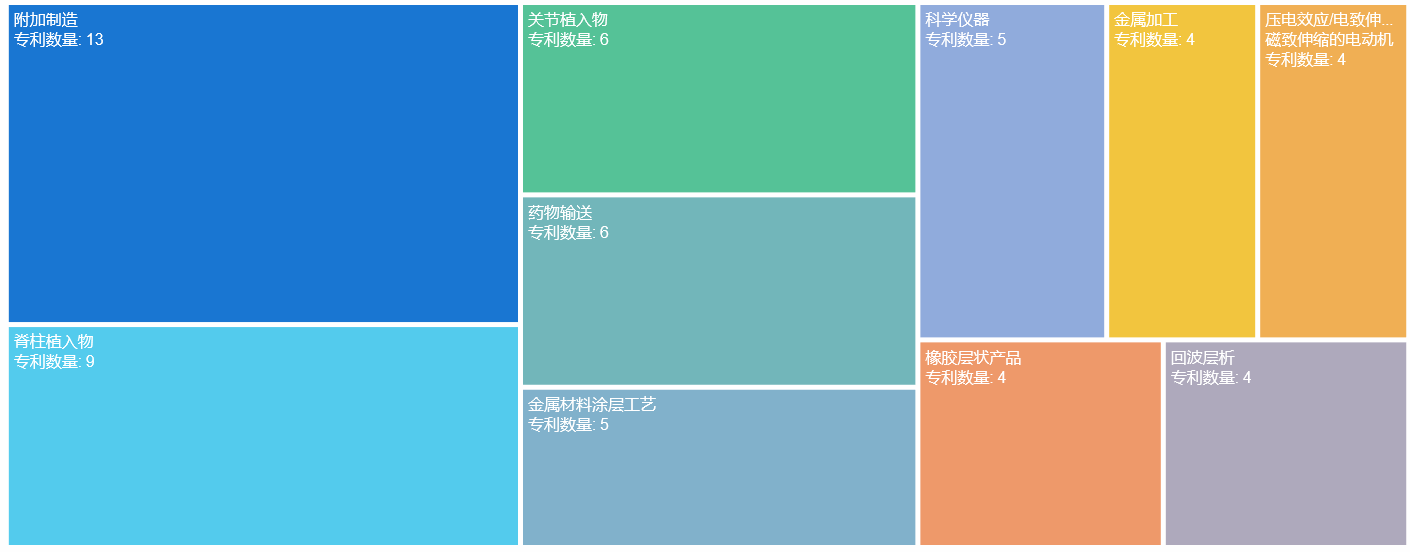 附加制造
专利数量: 13
脊柱植入物
专利数量: 9
关节植入物
专利数量: 6
药物输送
专利数量: 6
金属材料涂层工艺
专利数量: 5
科学仪器
专利数量: 5
金属加工
专利数量: 4
压电效应/电致伸...
磁致伸缩的电动机
专利数量: 4
橡胶层状产品
专利数量: 4
回波层析
专利数量: 4